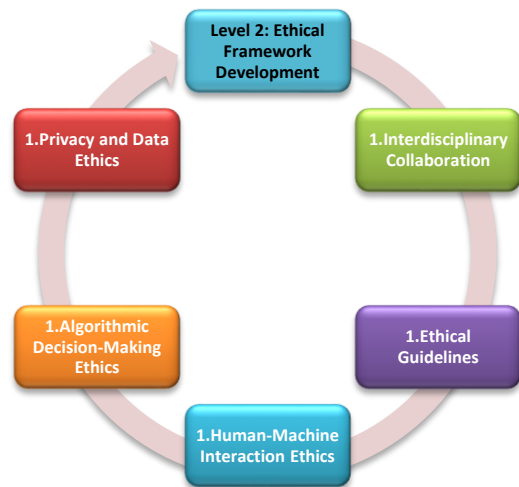 Level 2: Ethical
Framework
Development
1.Interdisciplinary
Collaboration
1.Ethical
Guidelines
1.Human-Machine
Interaction Ethics
1.Algorithmic
Decision-Making
Ethics
1.Privacy and Data
Ethics